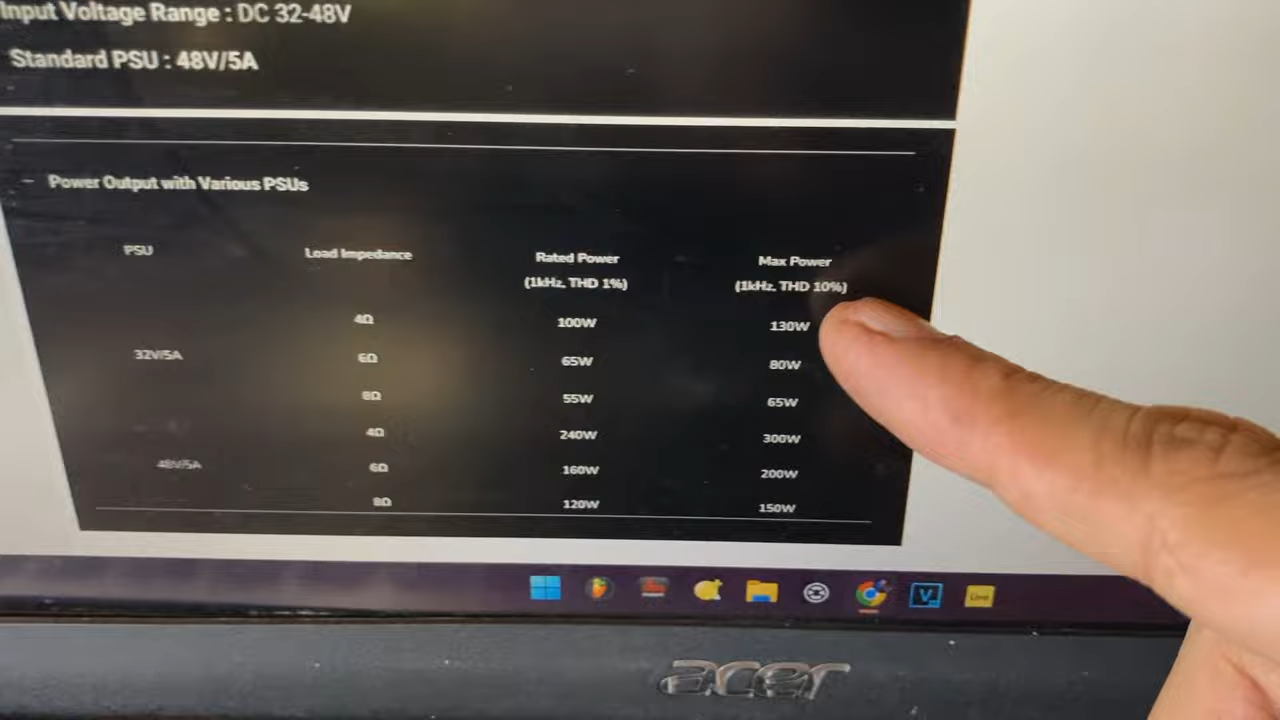 Input Voltage Range : DC 32-48V
Standard PSU : 48V/5A
Power Output with Various PSUs
PSU Load Impedance Rated Power (1kHz, THD 1%) Max Power (1kHz, THD 10%)
4Ω 100W 130W
32V/5A 6Ω 65W 80W
8Ω 55W 65W
4Ω 240W 300W
48V/5A 6Ω 160W 200W
8Ω 120W 150W
V
Live
acer